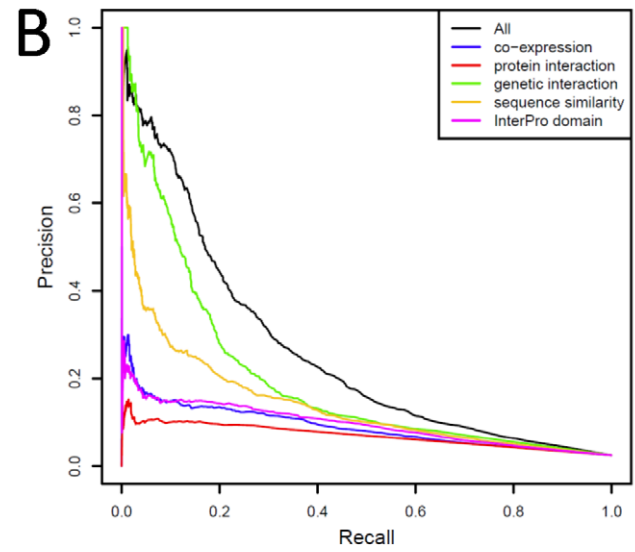 B
All
co−expression
protein interaction
genetic interaction
sequence similarity
InterPro domain
Precision
1.0
0.8
0.6
0.4
0.2
0.0
0.0 0.2 0.4 0.6 0.8 1.0
Recall